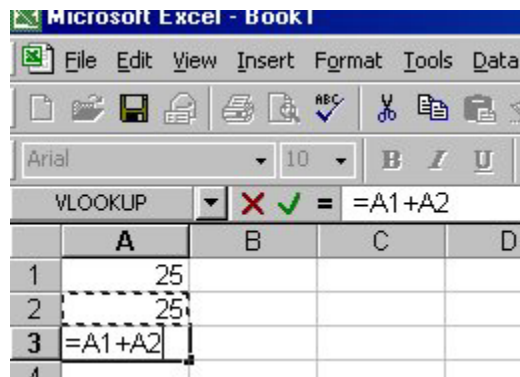 Microsoft Excel - Book1
File Edit View Insert Format Tools Data
ABC
Arial 10 B I U
VLOOKUP = =A1+A2
A B C D
1 25
2 25
3 =A1+A2
4